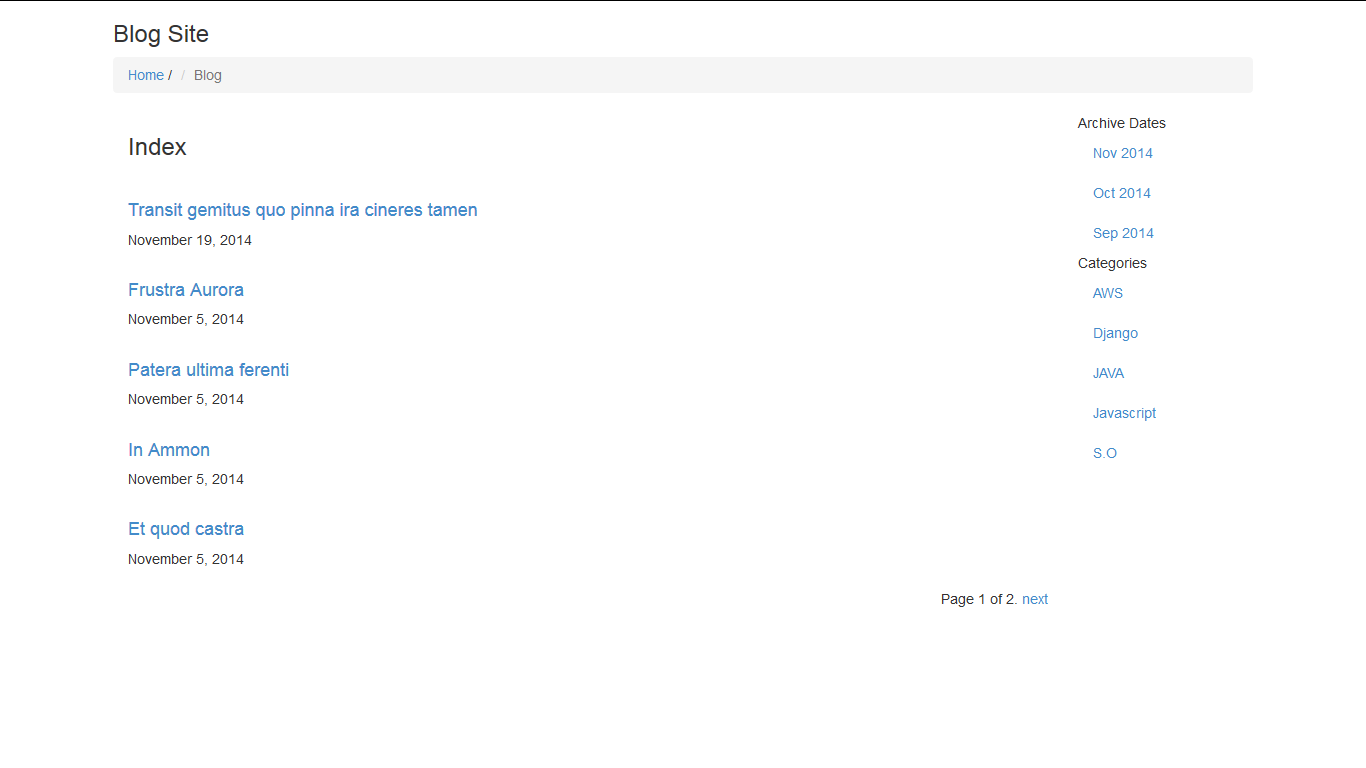 Blog Site
Home / / Blog
Index
Transit gemitus quo pinna ira cineres tamen
November 19, 2014
Frustra Aurora
November 5, 2014
Patera ultima ferenti
November 5, 2014
In Ammon
November 5, 2014
Et quod castra
November 5, 2014
Page 1 of 2. next
Archive Dates
Nov 2014
Oct 2014
Sep 2014
Categories
AWS
Django
JAVA
Javascript
S.O